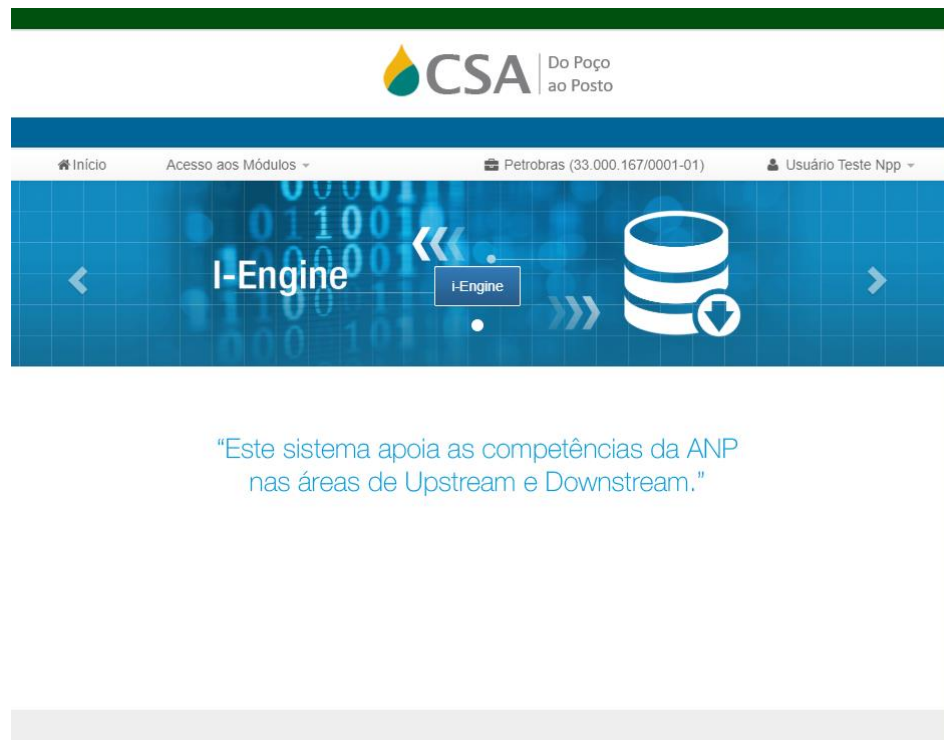 CSA
Do Poço
ao Posto
Início Acesso aos Módulos Petrobras (33.000.167/0001-01) Usuário Teste Npp
I-Engine
i-Engine
“Este sistema apoia as competências da ANP
nas áreas de Upstream e Downstream.”